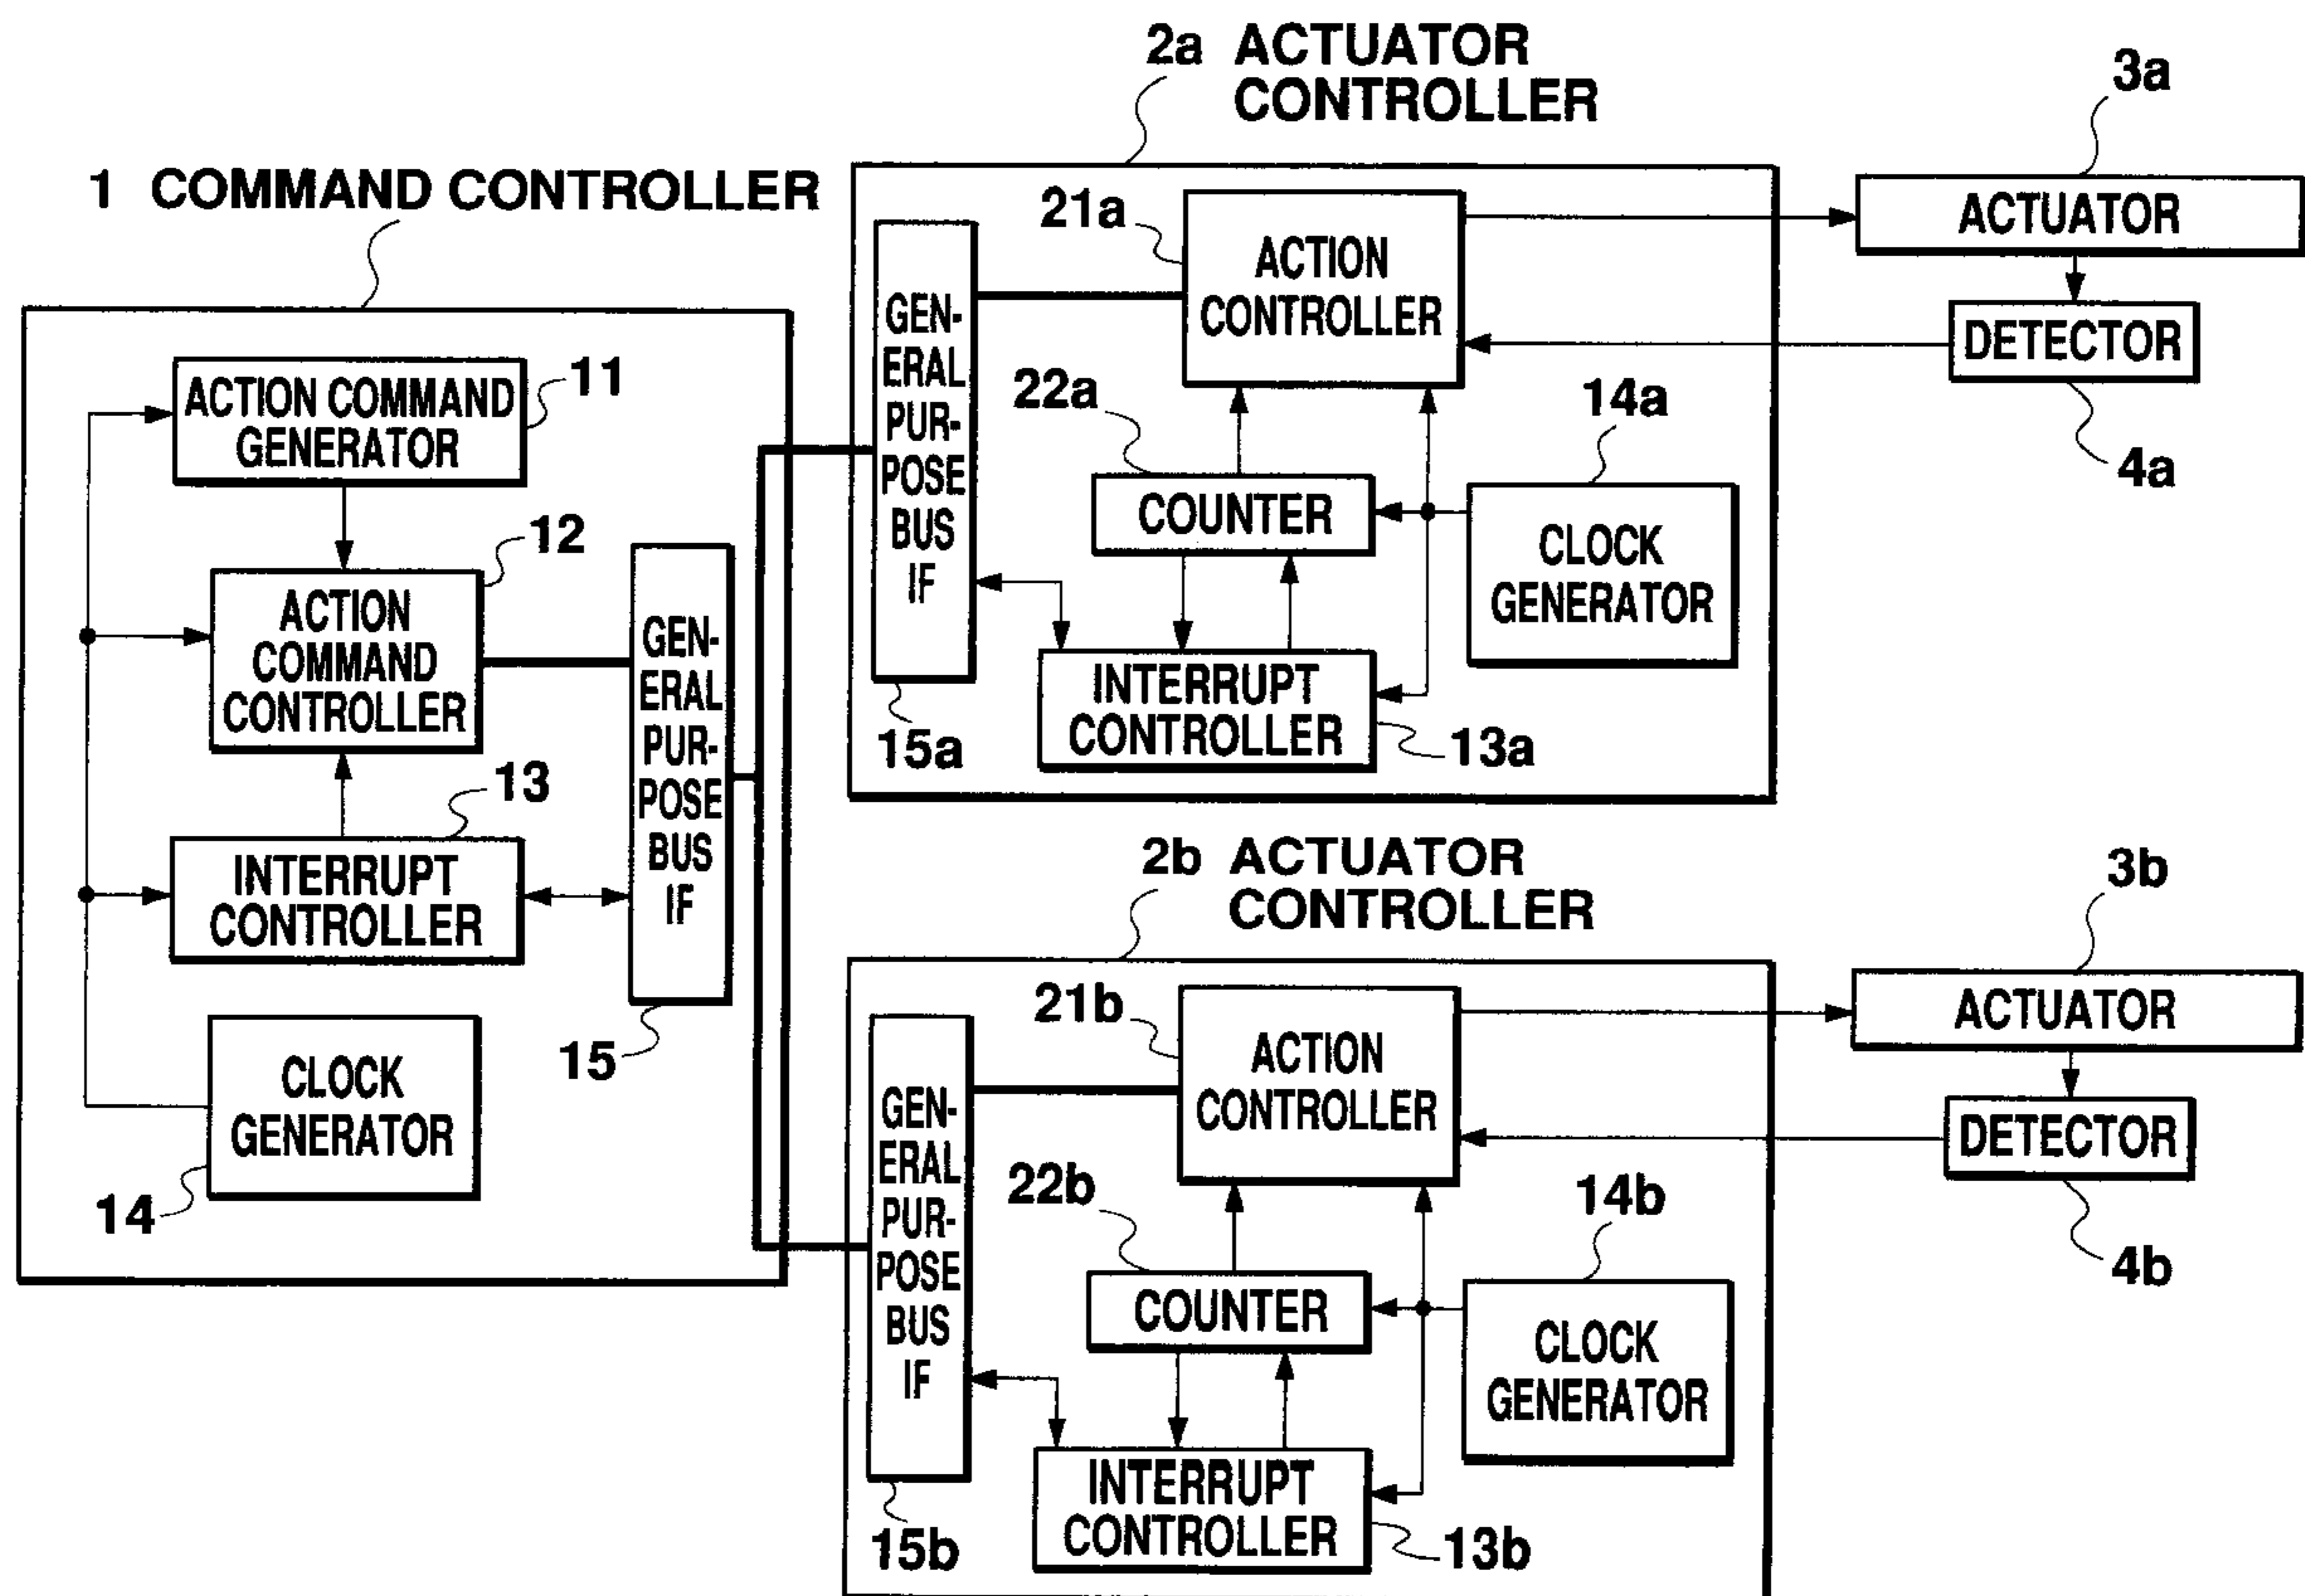 1 COMMAND CONTROLLER
ACTION COMMAND
GENERATOR
11
ACTION
COMMAND
CONTROLLER
12
INTERRUPT
CONTROLLER
13
CLOCK
GENERATOR
14
GEN-
ERAL
PUR-
POSE
BUS
IF
15
2a ACTUATOR
CONTROLLER
GEN-
ERAL
PUR-
POSE
BUS
IF
15a
21a
ACTION
CONTROLLER
22a
COUNTER
14a
CLOCK
GENERATOR
INTERRUPT
CONTROLLER
13a
3a
ACTUATOR
DETECTOR
4a
2b ACTUATOR
CONTROLLER
GEN-
ERAL
PUR-
POSE
BUS
IF
15b
21b
ACTION
CONTROLLER
22b
COUNTER
14b
CLOCK
GENERATOR
INTERRUPT
CONTROLLER
13b
3b
ACTUATOR
DETECTOR
4b